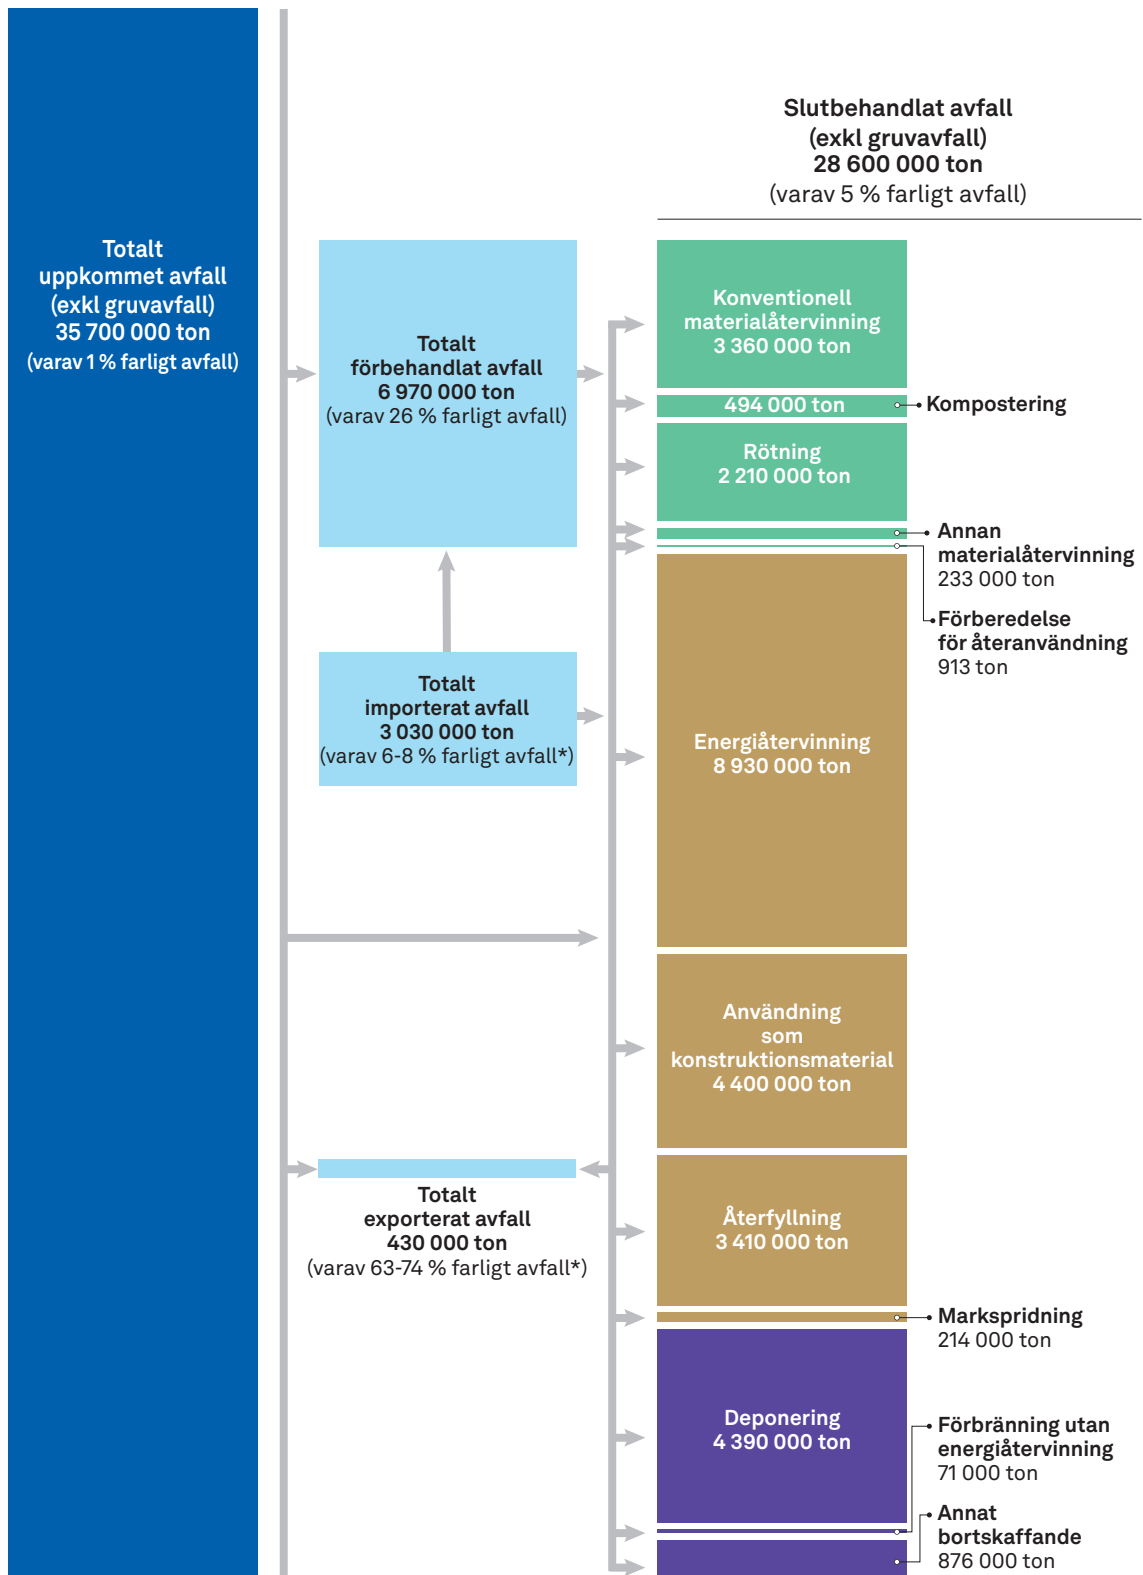 Totalt
uppkommet avfall
(exkl gruvavfall)
35 700 000 ton
(varav 1 % farligt avfall)
Totalt
förbehandlat avfall
6 970 000 ton
(varav 26 % farligt avfall)
Totalt
importerat avfall
3 030 000 ton
(varav 6-8 % farligt avfall*)
Totalt
exporterat avfall
430 000 ton
(varav 63-74 % farligt avfall*)
Slutbehandlat avfall
(exkl gruvavfall)
28 600 000 ton
(varav 5 % farligt avfall)
Konventionell
materialåtervinning
3 360 000 ton
494 000 ton
Kompostering
Rötning
2 210 000 ton
Annan
materialåtervinning
233 000 ton
Förberedelse
för återanvändning
913 ton
Energiåtervinning
8 930 000 ton
Användning
som
konstruktionsmaterial
4 400 000 ton
Återfyllning
3 410 000 ton
Markspridning
214 000 ton
Deponering
4 390 000 ton
Förbränning utan
energiåtervinning
71 000 ton
Annat
bortskaffande
876 000 ton